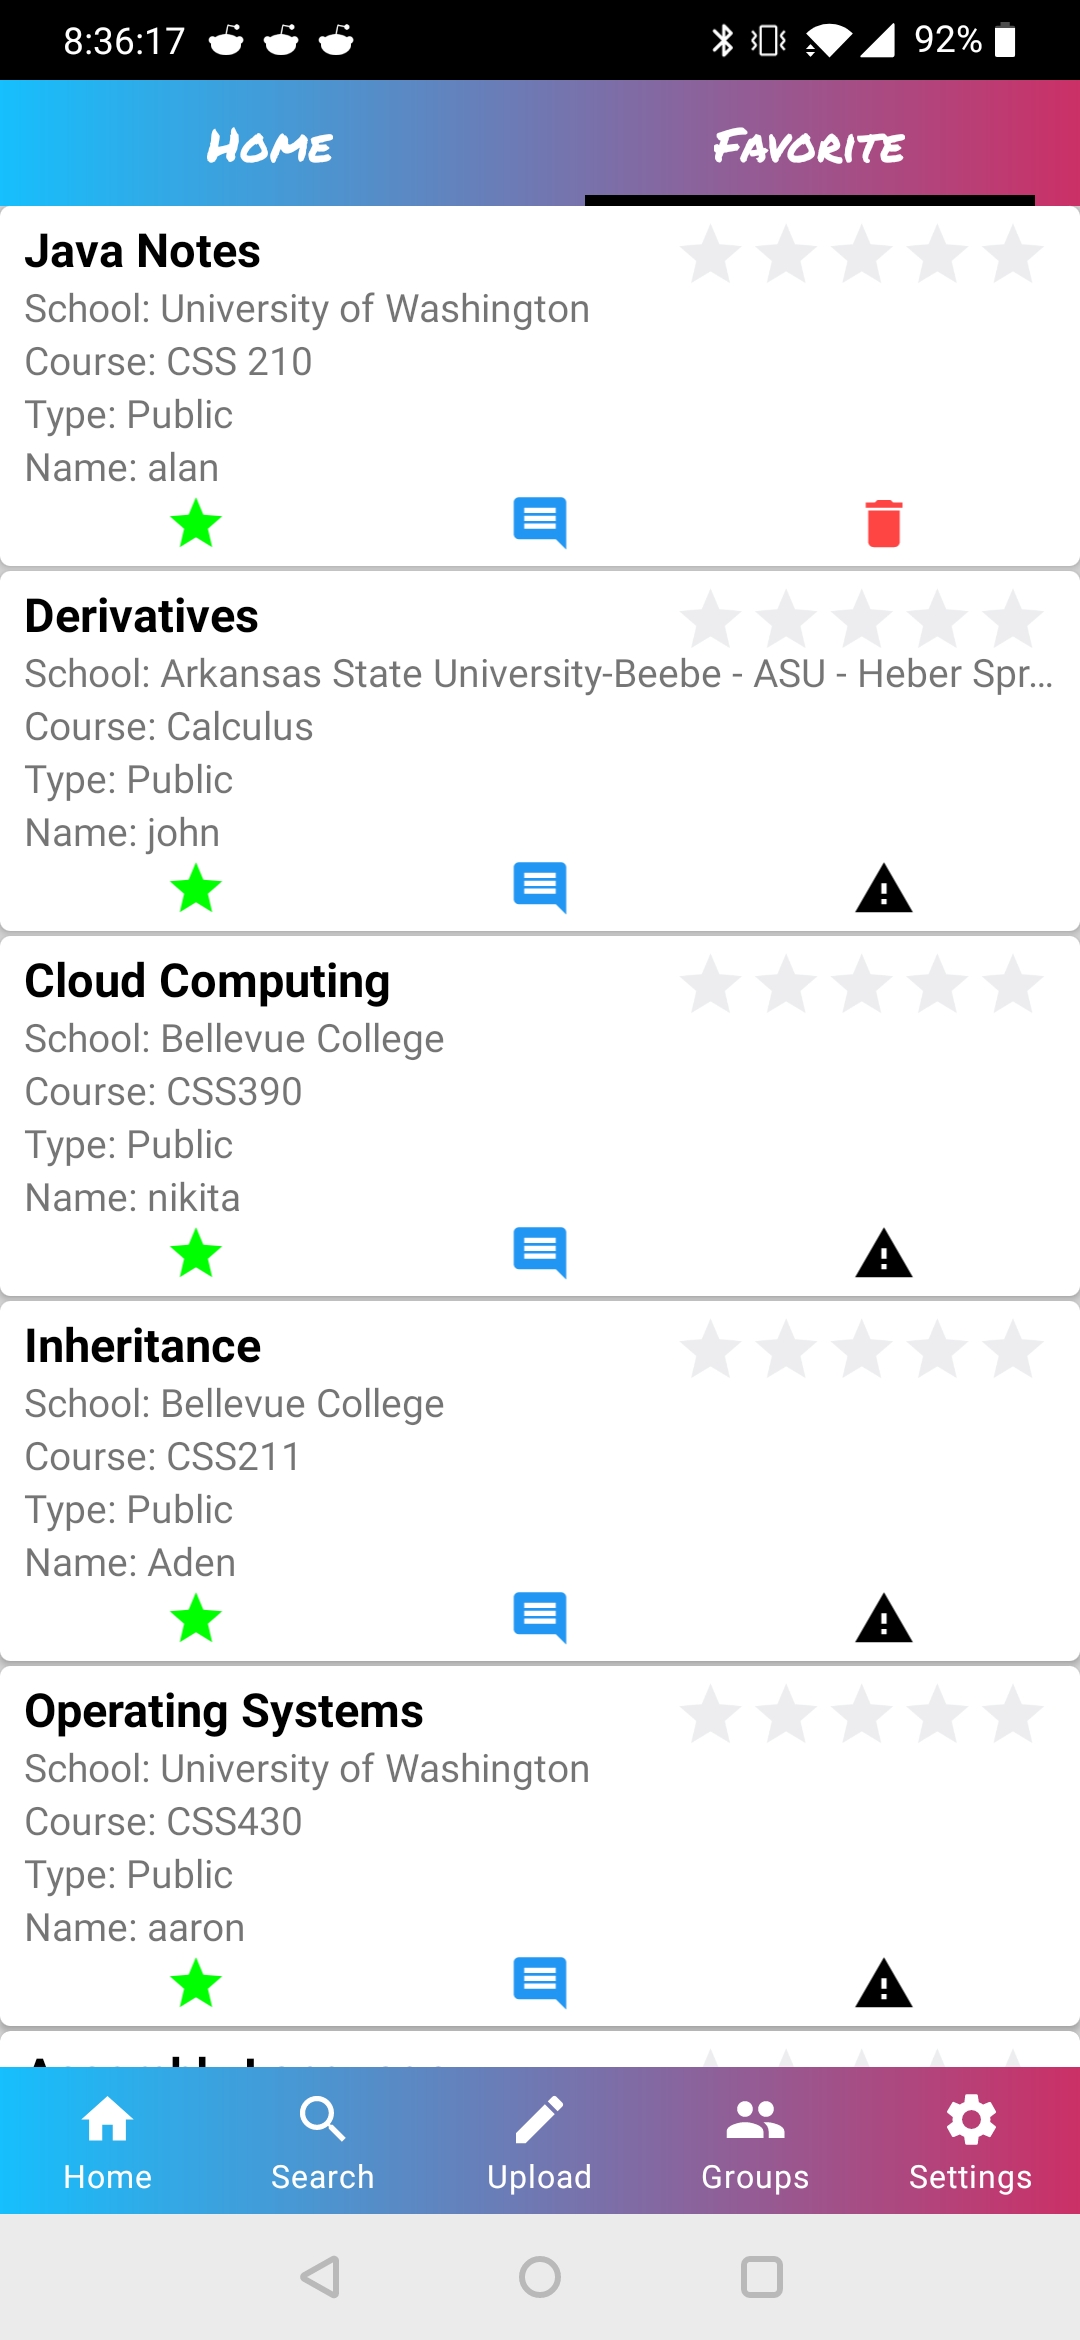 8:36:17
92%
Home
Favorite
Java Notes
School: University of Washington
Course: CSS 210
Type: Public
Name: alan
Derivatives
School: Arkansas State University-Beebe - ASU - Heber Spr...
Course: Calculus
Type: Public
Name: john
Cloud Computing
School: Bellevue College
Course: CSS390
Type: Public
Name: nikita
Inheritance
School: Bellevue College
Course: CSS211
Type: Public
Name: Aden
Operating Systems
School: University of Washington
Course: CSS430
Type: Public
Name: aaron
Home
Search
Upload
Groups
Settings